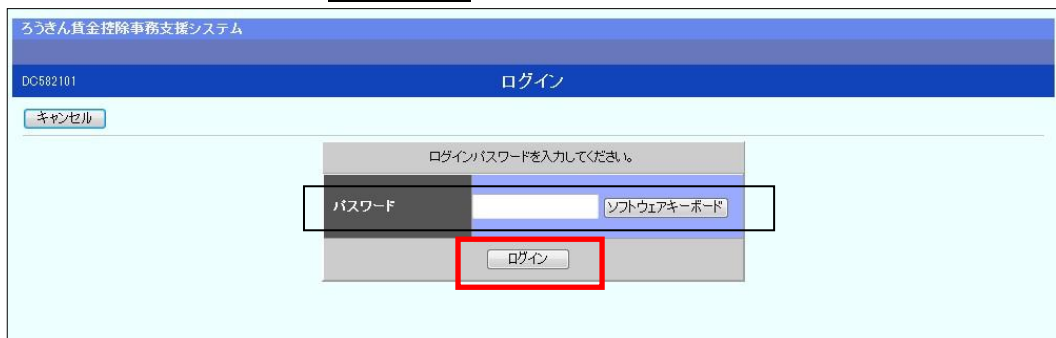 ろうきん賃金控除事務支援システム
DC582101 ログイン
キャンセル
ログインパスワードを入力してください。
パスワード ソフトウェアキーボード
ログイン